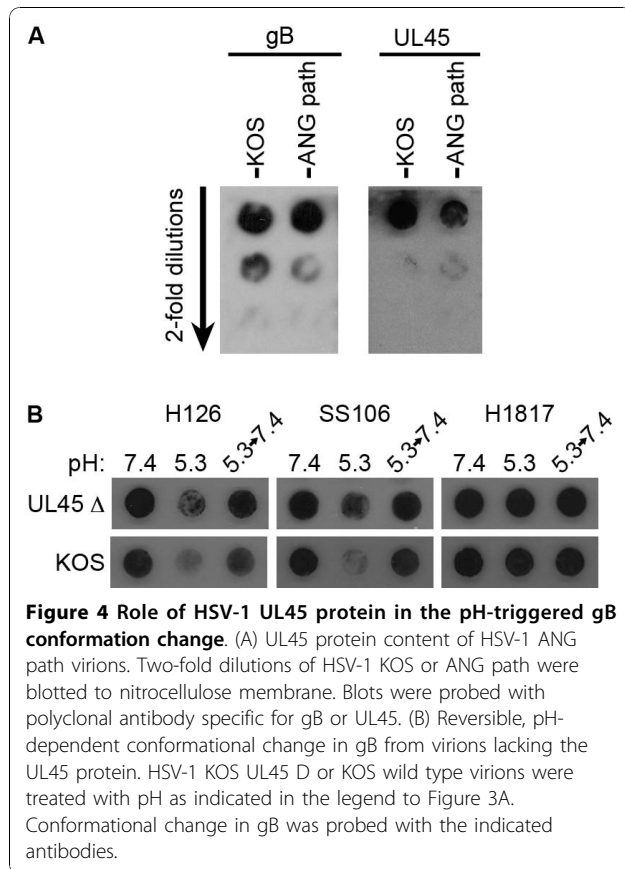 A
gB UL45
-KOS
-ANG path
-KOS
-ANG path
2-fold dilutions
B
H126 SS106 H1817
pH: 7.4 5.3 5.3→7.4 7.4 5.3 5.3→7.4 7.4 5.3 5.3→7.4
UL45 Δ
KOS
Figure 4 Role of HSV-1 UL45 protein in the pH-triggered gB
conformation change. (A) UL45 protein content of HSV-1 ANG
path virions. Two-fold dilutions of HSV-1 KOS or ANG path were
blotted to nitrocellulose membrane. Blots were probed with
polyclonal antibody specific for gB or UL45. (B) Reversible, pH-
dependent conformational change in gB from virions lacking the
UL45 protein. HSV-1 KOS UL45 D or KOS wild type virions were
treated with pH as indicated in the legend to Figure 3A.
Conformational change in gB was probed with the indicated
antibodies.